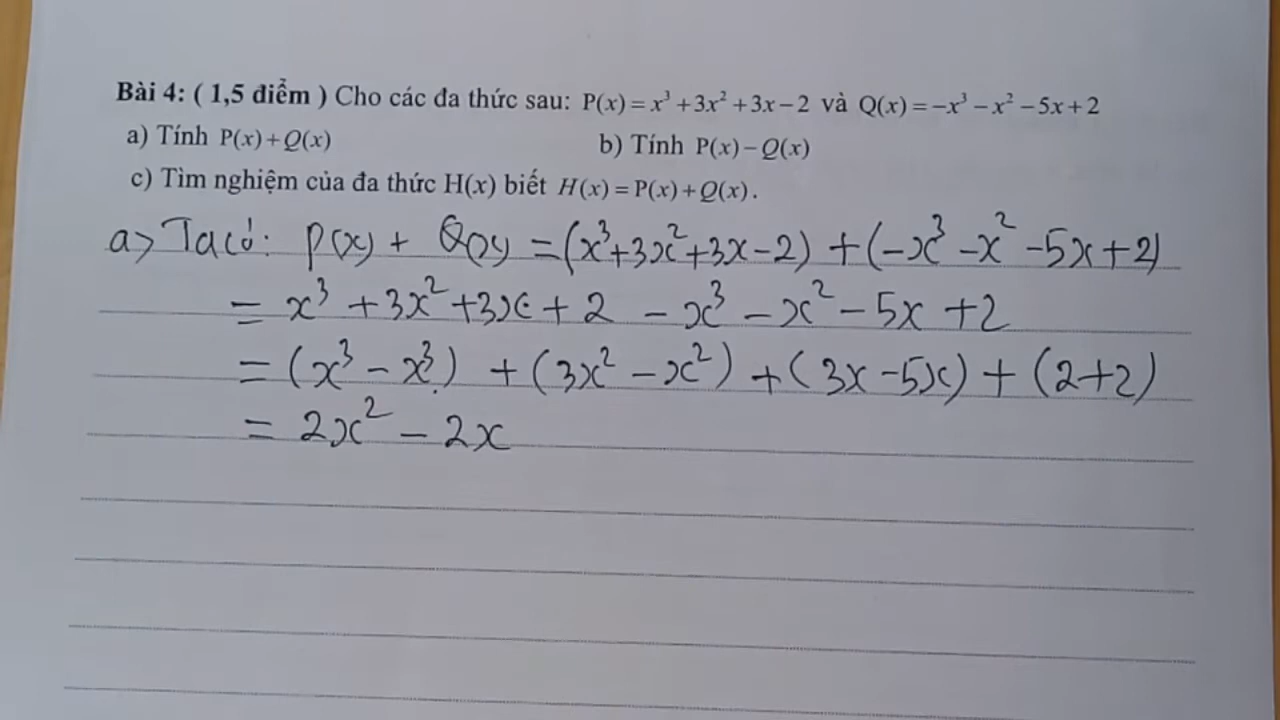 Bài 4: ( 1,5 điểm ) Cho các đa thức sau: P(x) = x³ + 3x² + 3x − 2 và Q(x) = −x³ − x² − 5x + 2
a) Tính P(x) + Q(x) b) Tính P(x) − Q(x)
c) Tìm nghiệm của đa thức H(x) biết H(x) = P(x) + Q(x).
a> Ta có: P(x) + Q(x) = (x³ + 3x² + 3x − 2) + (−x³ − x² − 5x + 2)
= x³ + 3x² + 3x + 2 − x³ − x² − 5x + 2
= (x³ − x³) + (3x² − x²) + (3x − 5x) + (2 + 2)
= 2x² − 2x